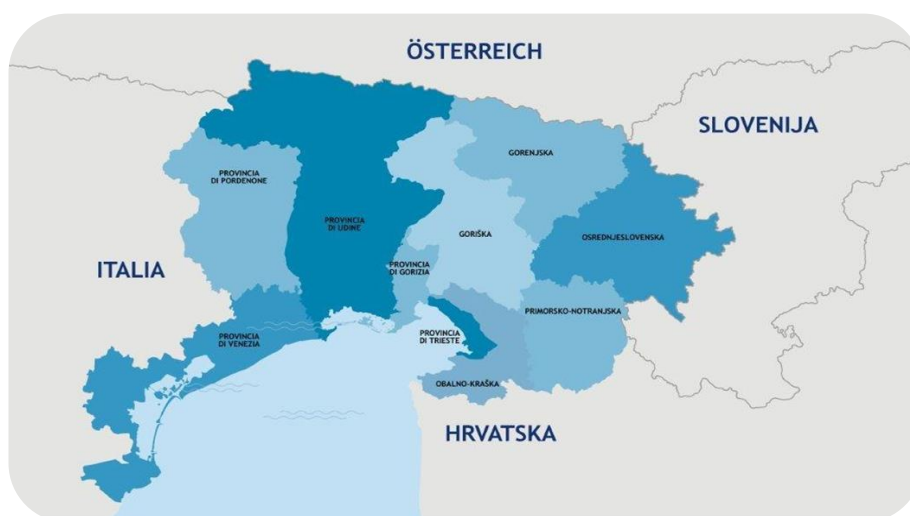 ÖSTERREICH
SLOVENIJA
GORENJSKA
PROVINCIA
DI PORDENONE
PROVINCIA
DI UDINE
GORIŠKA
OSREDNJESLOVENSKA
ITALIA
PROVINCIA
DI GORIZIA
PRIMORSKO-NOTRANJSKA
PROVINCIA
DI VENEZIA
PROVINCIA
DI TRIESTE
OBALNO-KRAŠKA
HRVATSKA